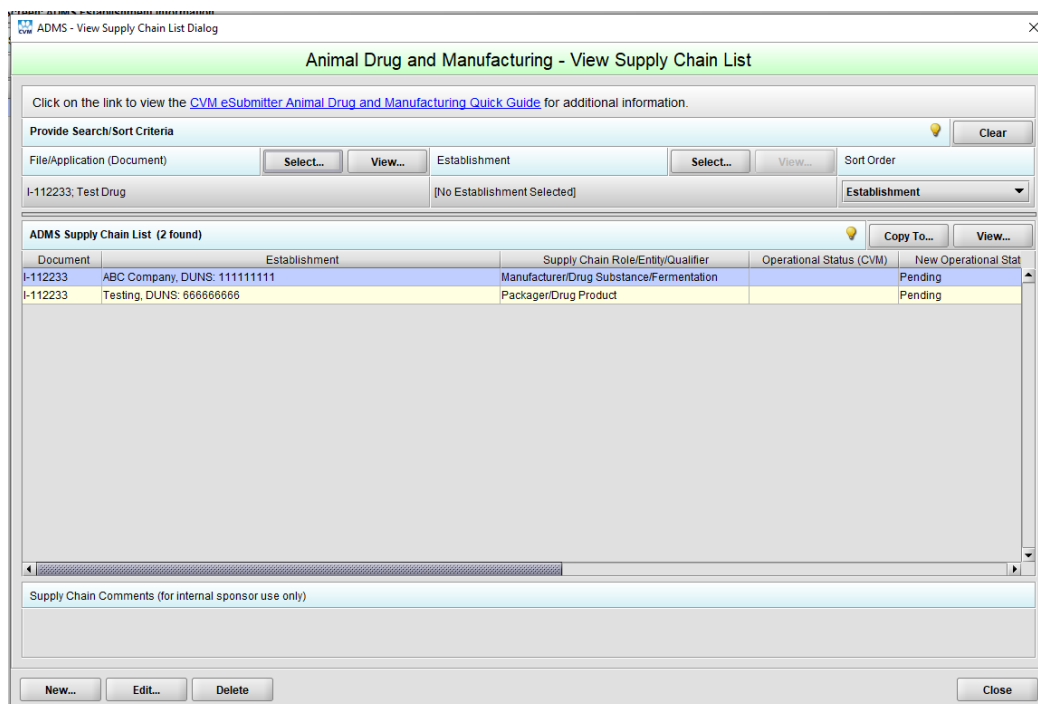 ADMS - View Supply Chain List Dialog
Animal Drug and Manufacturing - View Supply Chain List
Click on the link to view the CVM eSubmitter Animal Drug and Manufacturing Quick Guide for additional information.
Provide Search/Sort Criteria Clear
File/Application (Document) Select... View... Establishment Select... View... Sort Order
I-112233; Test Drug [No Establishment Selected] Establishment
ADMS Supply Chain List (2 found) Copy To... View...
Document Establishment Supply Chain Role/Entity/Qualifier Operational Status (CVM) New Operational Stat
I-112233 ABC Company, DUNS: 111111111 Manufacturer/Drug Substance/Fermentation Pending
I-112233 Testing, DUNS: 666666666 Packager/Drug Product Pending
Supply Chain Comments (for internal sponsor use only)
New... Edit... Delete Close